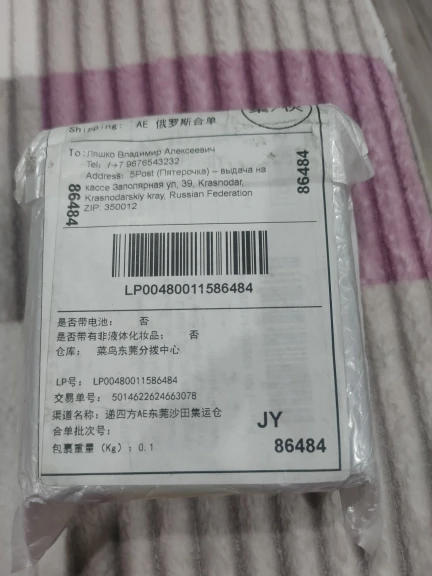 Shipping: AE 俄罗斯合单
To: Ляшко Владимир Алексеевич
Tel: /+7 9676543232
Address: 5Post (Пятерочка) – выдача на
кассе Заполярная ул, 39, Krasnodar,
Krasnodarskiy kray, Russian Federation
ZIP: 350012
86484
86484
LP00480011586484
是否带电池: 否
是否带有非液体化妆品: 否
仓库: 菜鸟东莞分拨中心
LP号: LP00480011586484
交易单号: 5014622624663078
渠道名称: 递四方AE东莞沙田集运仓
合单批次号:
包裹重量 (Kg): 0.1
JY
86484